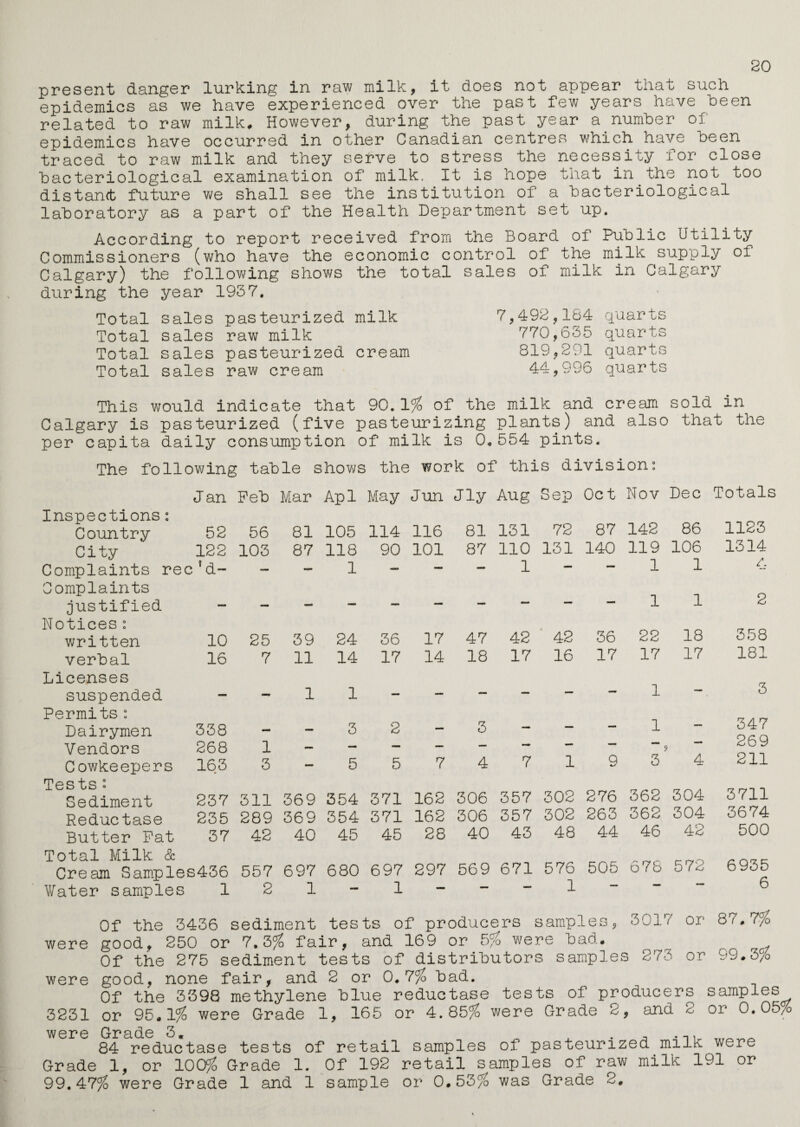 20
present danger lurking in raw milk, it does not appear that such
epidemics as we have experienced over the past few years have been
related to raw milk. However, during the past year a number of
epidemics have occurred in other Canadian centres which have been
traced to raw milk and they serve to stress the necessity for close
bacteriological examination of milk. It is hope that in the not too
distant future we shall see the institution of a bacteriological
laboratory as a part of the Health Department set up.
According to report received from the Board of Public Utility
Commissioners (who have the economic control of the milk supply of
Calgary) the following shows the total sales of milk in Calgary
during the year 1937.
Total sales pasteurized milk 7,492,184 quarts
Total sales raw milk 770,635 quarts
Total sales pasteurized cream 819,291 quarts
Total sales raw cream 44,996 quarts
This would indicate that 90.1% of the milk and cream sold in
Calgary is pasteurized (five pasteurizing plants) and also that the
per capita daily consumption of milk is 0.554 pints.
The following table shows the work of this division:
Jan Feb Mar Apl May Jun Jly Aug Sep Oct Nov Dec Totals
Inspections:
Country 52 56 81 105 114 116 81 131 72 87 142 86 1123
City 122 103 87 118 90 101 87 110 131 140 119 106 1314
Complaints rec'd- - - 1 - - - 1 - - 1 1 4
Complaints
justified - - - - - - - - - - 1 1 2
Notices:
written 10 25 39 24 36 17 47 42 42 36 22 18 358
verbal 16 7 11 14 17 14 18 17 16 17 17 17 181
Licenses
suspended - - 1 1 - - - - - - 1 - 3
Permits:
Dairymen 338 - - 3 2 - 3 - - - 1 - 347
Vendors 268 1 - - - - - - - - - - 269
Cowkeepers 163 3 - 5 5 7 4 7 1 9 3 4 211
Tests:
Sediment 237 311 369 354 371 162 306 357 302 276 362 304 3711
Reductase 235 289 369 354 371 162 306 357 302 263 362 304 3674
Butter Fat 37 42 40 45 45 28 40 43 48 44 46 42 500
Total Milk &
Cream Samples436 557 697 680 697 297 569 671 576 505 678 572 6935
Water samples 1 2 1 - 1 - - - 1 - - - 6
Of the 3436 sediment tests of producers samples, 3017 or 87.7%
were good, 250 or 7.3% fair, and 169 or 5% were bad.
Of the 275 sediment tests of distributors samples 273 or 99.3%
were good, none fair, and 2 or 0.7% bad.
Of the 3398 methylene blue reductase tests of producers samples
3231 or 95.1% were Grade 1, 165 or 4.85% were Grade 2, and 2 or 0.05%
were Grade 3.
84 reductase tests of retail samples of pasteurized milk were
Grade 1, or 100% Grade 1. Of 192 retail samples of raw milk 191 or
99.47% were Grade 1 and 1 sample or 0.53% was Grade 2.